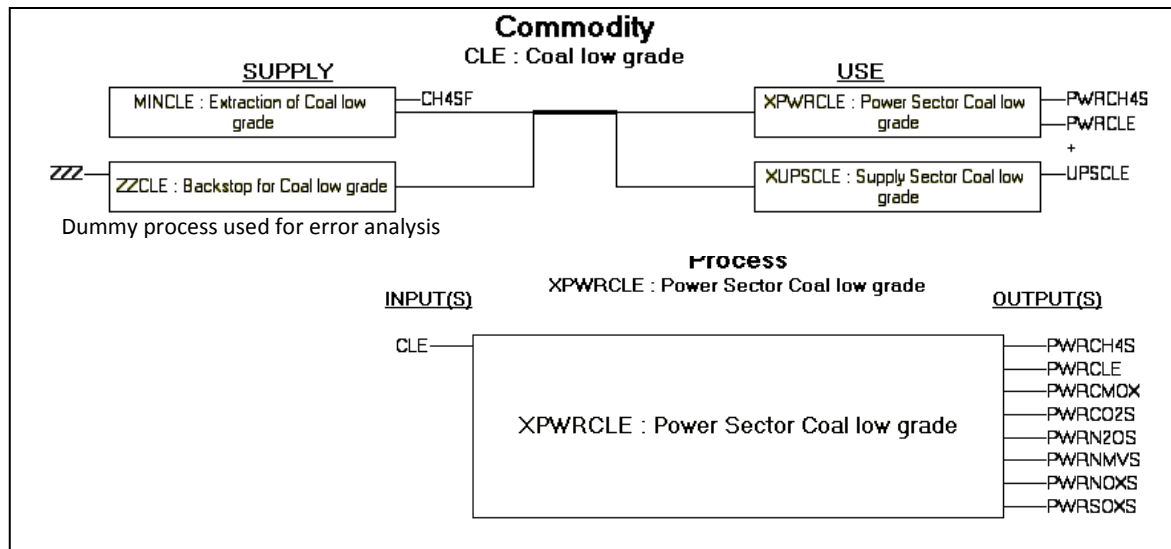 Commodity
CLE : Coal low grade
SUPPLY
USE
MINCLE : Extraction of Coal low
grade
CH4SF
XPWRCLE : Power Sector Coal low
grade
PWRCH4S
PWRCLE
+
ZZZ
ZZCLE : Backstop for Coal low grade
XUPSCLE : Supply Sector Coal low
grade
UPSCLE
Dummy process used for error analysis
Process
XPWRCLE : Power Sector Coal low grade
INPUT(S)
OUTPUT(S)
CLE
XPWRCLE : Power Sector Coal low grade
PWRCH4S
PWRCLE
PWRCMOX
PWRCO2S
PWRN2OS
PWRNMVS
PWRNOXS
PWRSOXS